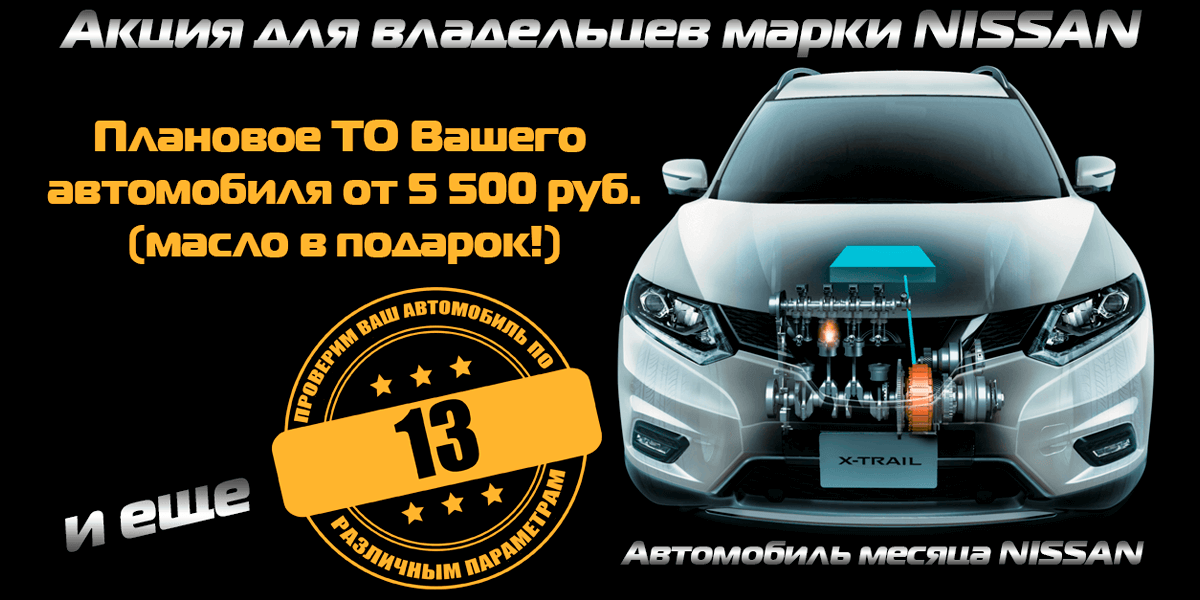 Акция для владельцев марки NISSAN
Плановое ТО Вашего
автомобиля от 5 500 руб.
(масло в подарок!)
ПРОВЕРИМ ВАШ АВТОМОБИЛЬ ПО
13
РАЗЛИЧНЫМ ПАРАМЕТРАМ
и еще
X-TRAIL
Автомобиль месяца NISSAN